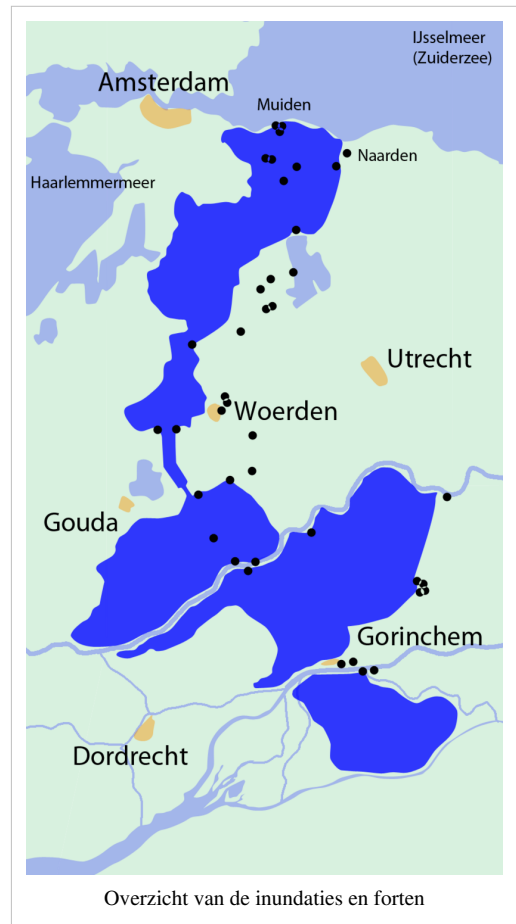 IJsselmeer
(Zuiderzee)
Amsterdam
Muiden
Naarden
Haarlemmermeer
Utrecht
Woerden
Gouda
Gorinchem
Dordrecht
Overzicht van de inundaties en forten